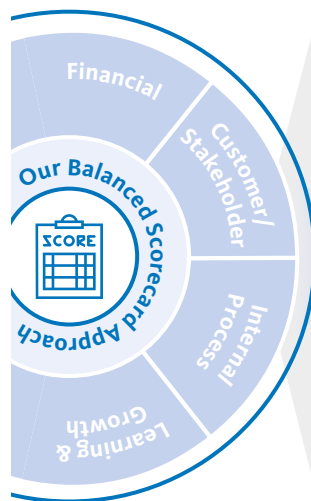 Financial
Customer/
Stakeholder
Internal
Process
Learning &
Growth
Our Balanced Scorecard Approach
SCORE